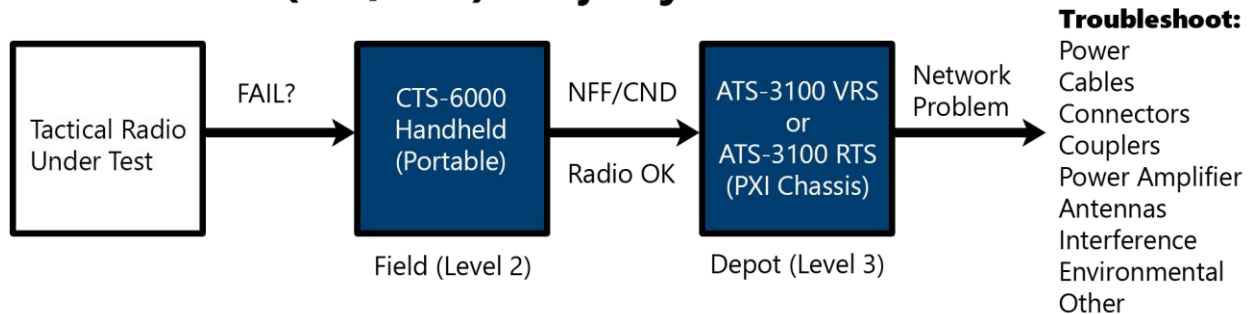 Tactical Radio
Under Test
FAIL?
CTS-6000
Handheld
(Portable)
Field (Level 2)
NFF/CND
Radio OK
ATS-3100 VRS
or
ATS-3100 RTS
(PXI Chassis)
Depot (Level 3)
Network
Problem
Troubleshoot:
Power
Cables
Connectors
Couplers
Power Amplifier
Antennas
Interference
Environmental
Other